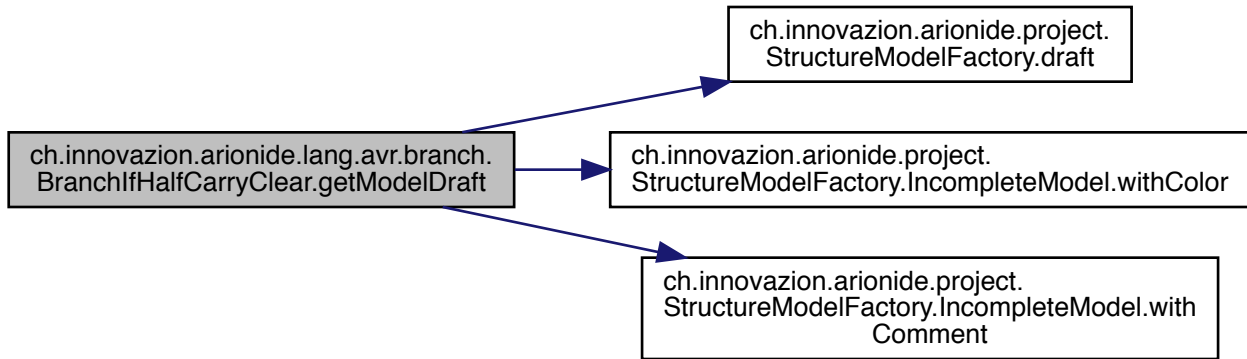 ch.innovazion.arionide.project.
StructureModelFactory.draft
ch.innovazion.arionide.lang.avr.branch.
BranchIfHalfCarryClear.getModelDraft
ch.innovazion.arionide.project.
StructureModelFactory.IncompleteModel.withColor
ch.innovazion.arionide.project.
StructureModelFactory.IncompleteModel.with
Comment